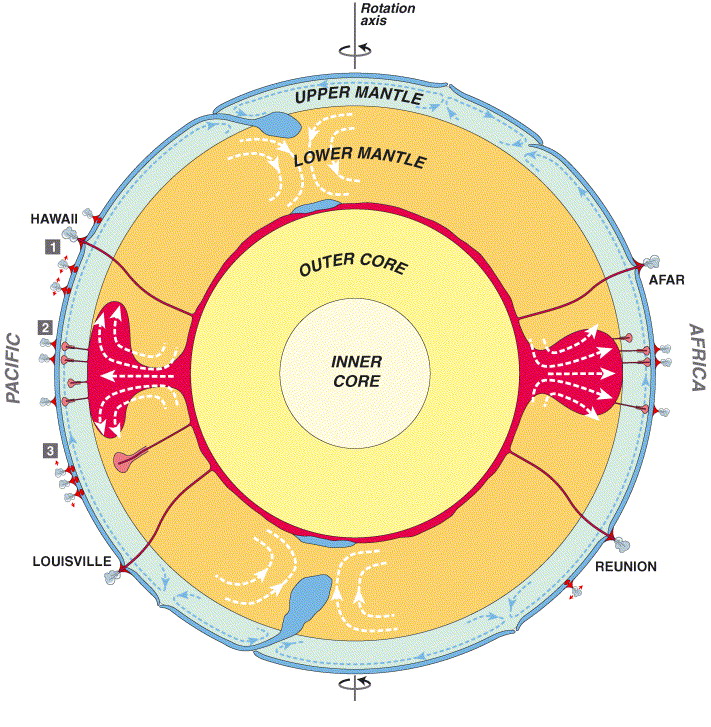 Rotation
axis
UPPER MANTLE
LOWER MANTLE
HAWAII
1
OUTER CORE
AFAR
2
PACIFIC
INNER
CORE
AFRICA
3
LOUISVILLE
REUNION